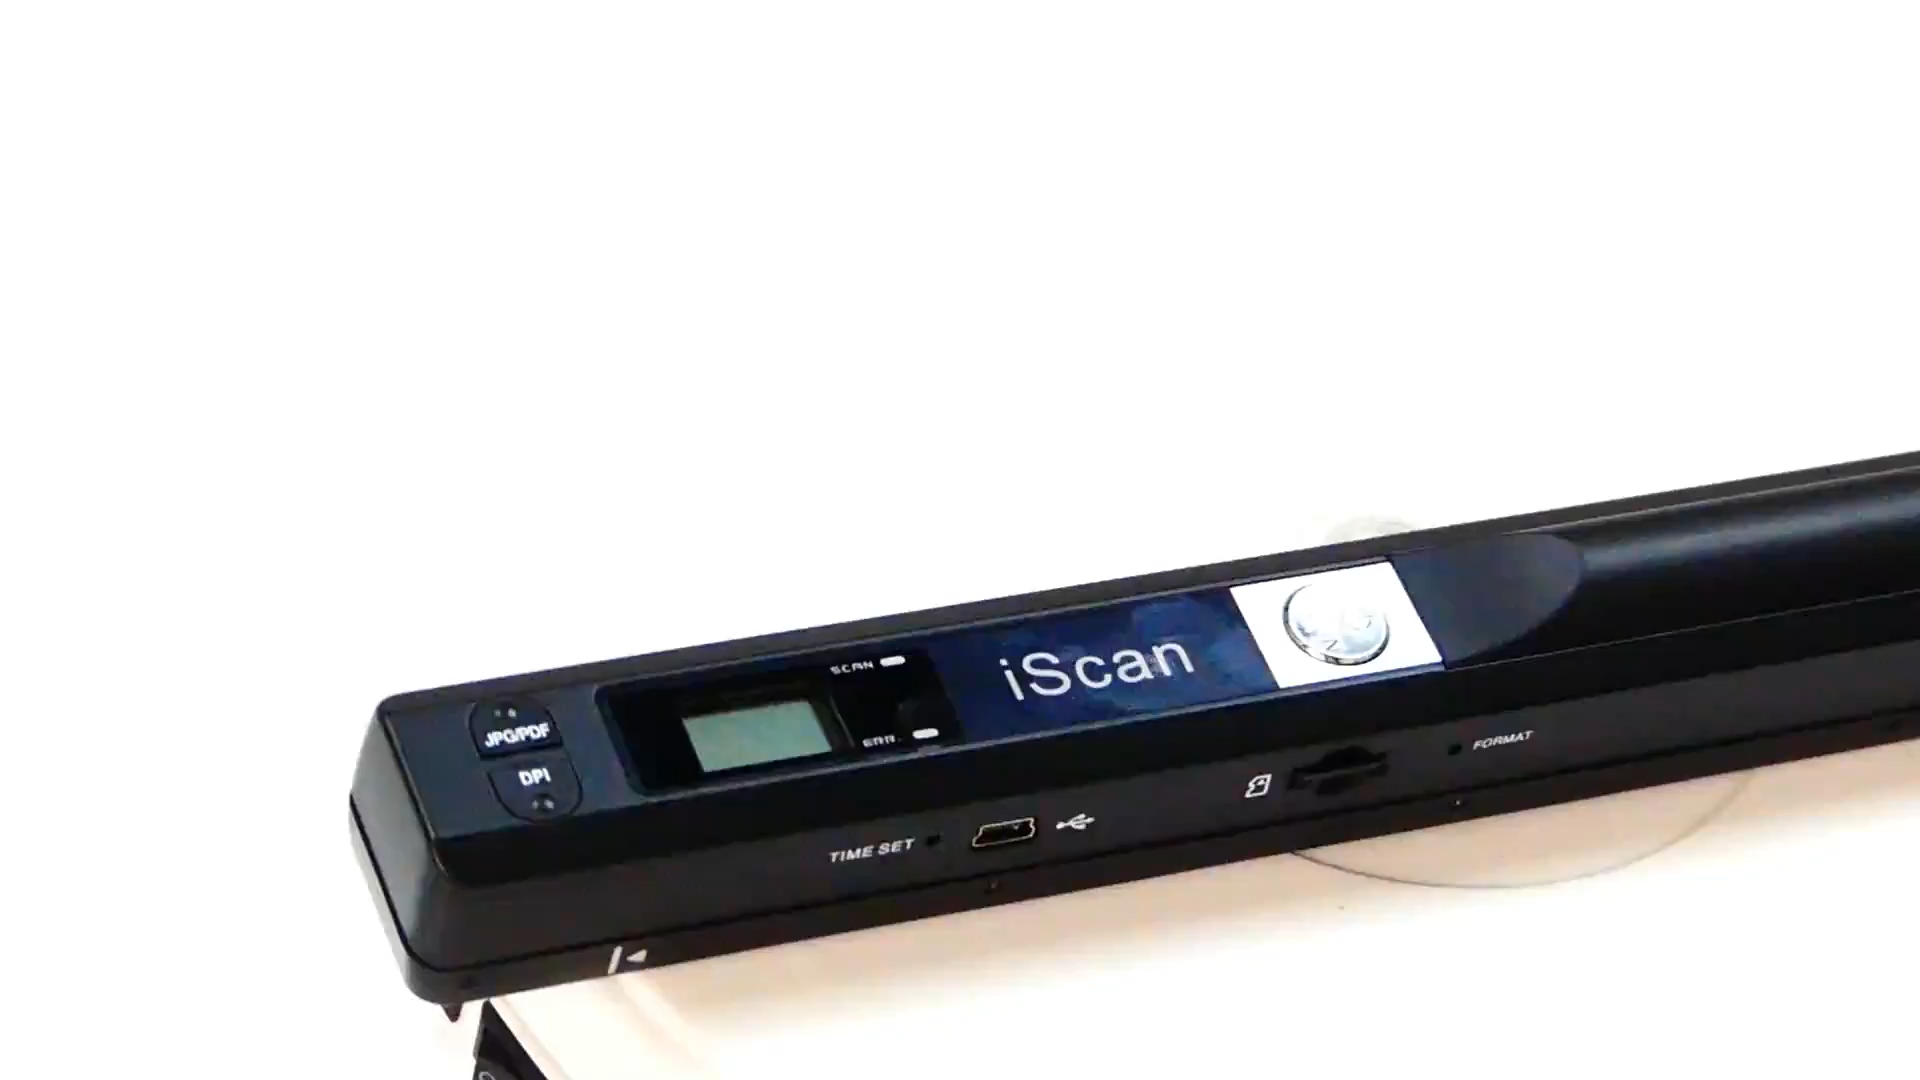 JPG/PDF
DPI
SCAN
ERR.
iScan
TIME SET
FORMAT